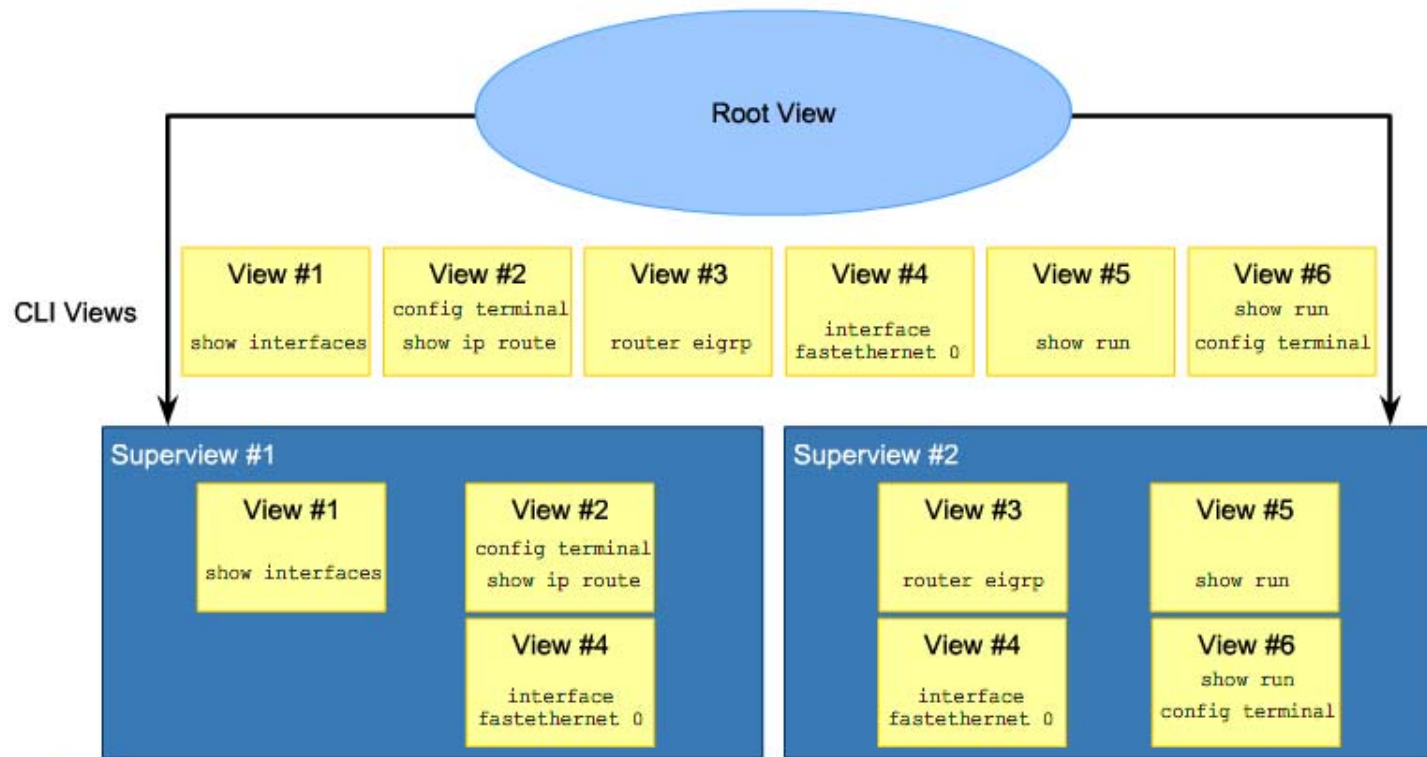 Root View
CLI Views
View #1
show interfaces
View #2
config terminal
show ip route
View #3
router eigrp
View #4
interface
fastethernet 0
View #5
show run
View #6
show run
config terminal
Superview #1
View #1
show interfaces
View #2
config terminal
show ip route
View #4
interface
fastethernet 0
Superview #2
View #3
router eigrp
View #5
show run
View #4
interface
fastethernet 0
View #6
show run
config terminal